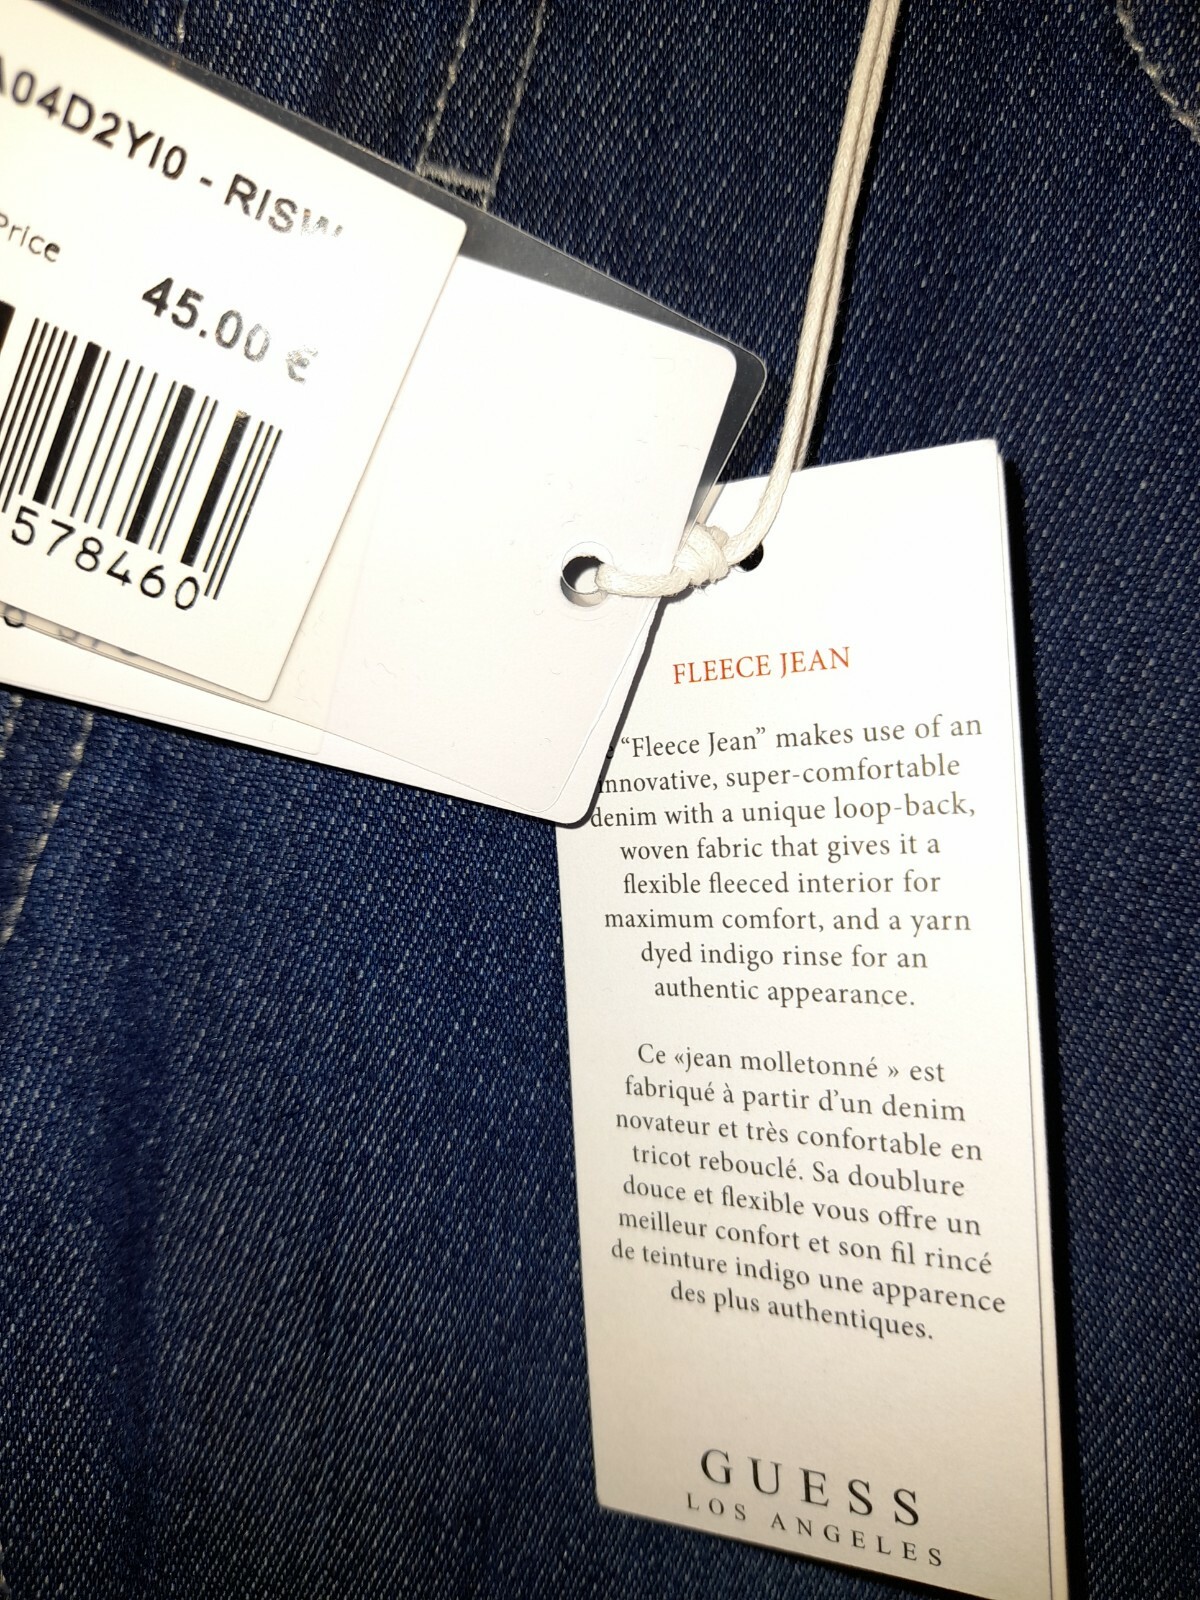 A04D2YI0 - RISW
Price
45.00 €
578460
FLEECE JEAN
“Fleece Jean” makes use of an
innovative, super-comfortable
denim with a unique loop-back,
woven fabric that gives it a
flexible fleeced interior for
maximum comfort, and a yarn
dyed indigo rinse for an
authentic appearance.
Ce «jean molletonné » est
fabriqué à partir d’un denim
novateur et très confortable en
tricot rebouclé. Sa doublure
douce et flexible vous offre un
meilleur confort et son fil rincé
de teinture indigo une apparence
des plus authentiques.
GUESS
LOS ANGELES